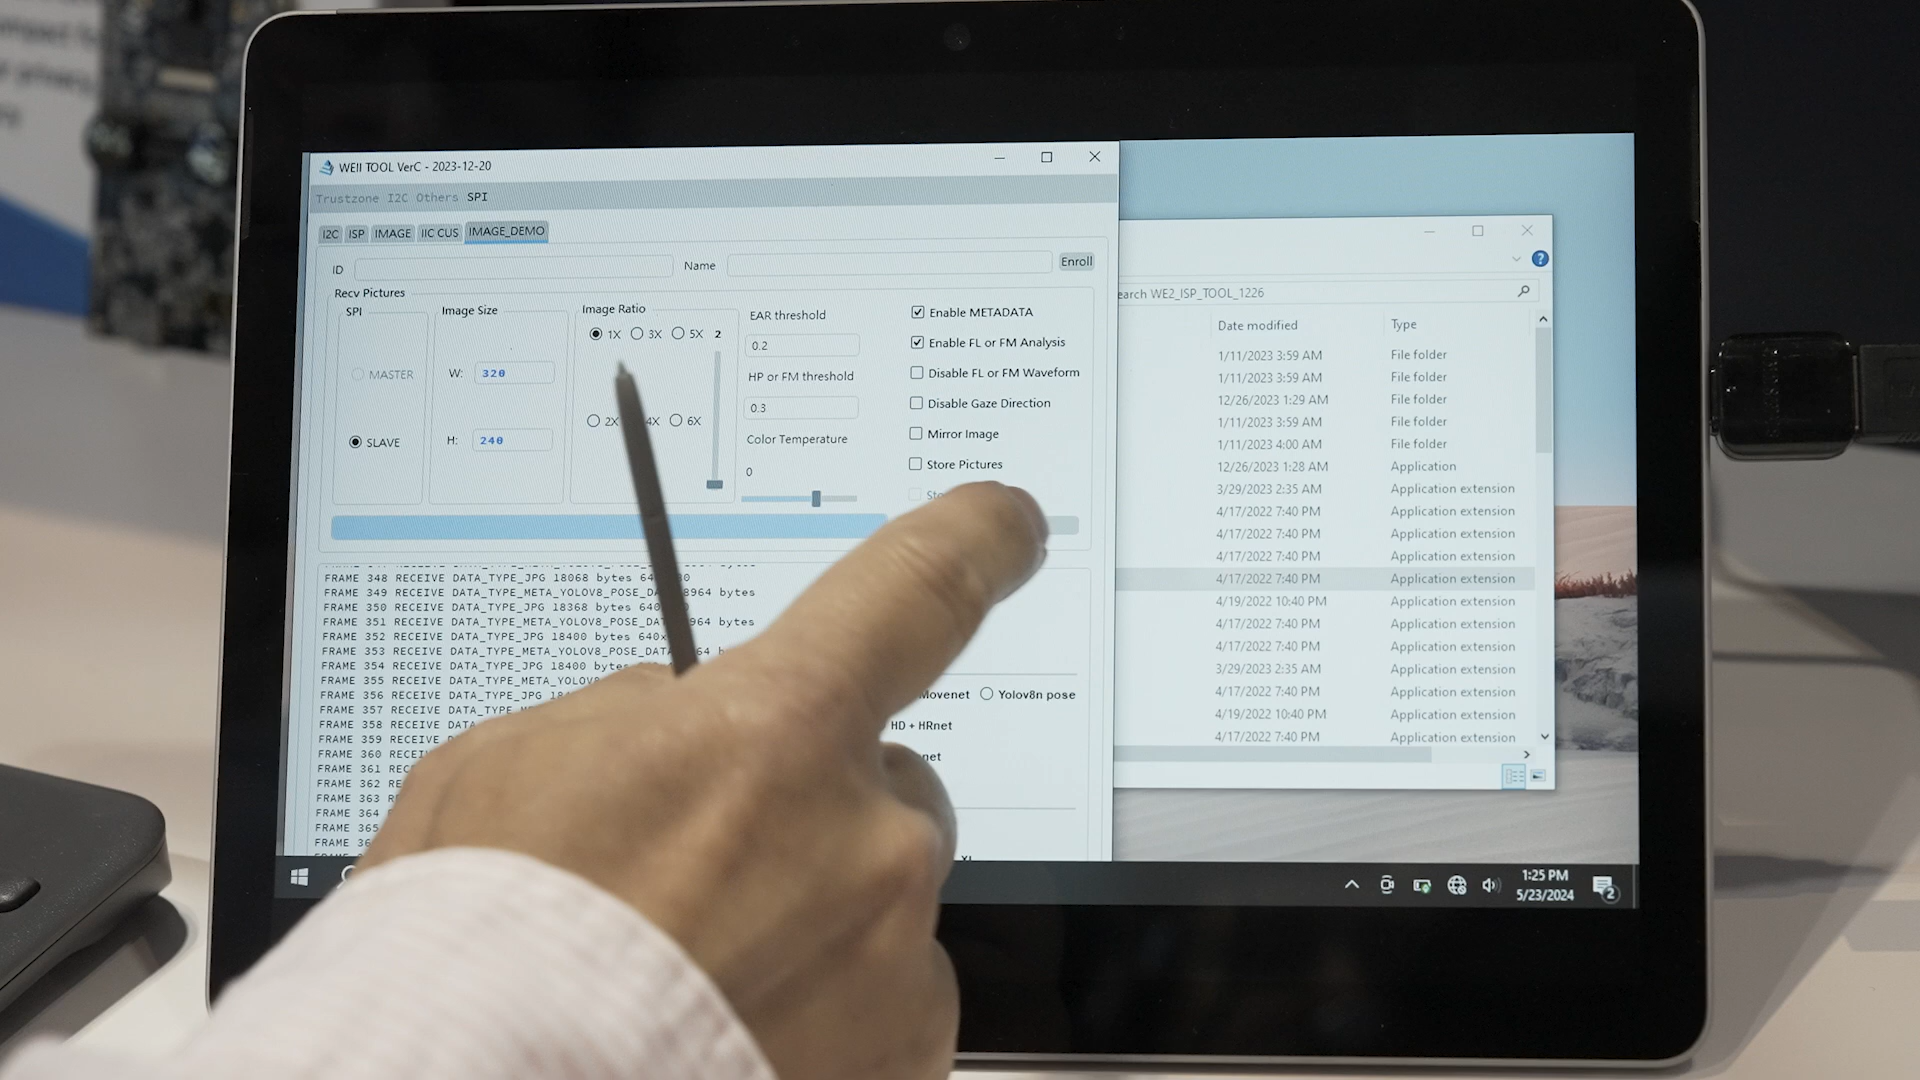 WEII TOOL VerC - 2023-12-20
Trustzone I2C Others SPI
I2C ISP IMAGE IIC CUS IMAGE_DEMO
ID Name Enroll
Recv Pictures
SPI
MASTER
SLAVE
Image Size
W: 320
H: 240
Image Ratio
1X 3X 5X 2
2X 4X 6X
EAR threshold
0.2
HP or FM threshold
0.3
Color Temperature
0
Enable METADATA
Enable FL or FM Analysis
Disable FL or FM Waveform
Disable Gaze Direction
Mirror Image
Store Pictures
FRAME 348 RECEIVE DATA_TYPE_JPG 18068 bytes
FRAME 349 RECEIVE DATA_TYPE_META_YOLOV8_POSE_DA 8964 bytes
FRAME 350 RECEIVE DATA_TYPE_JPG 18368 bytes
FRAME 351 RECEIVE DATA_TYPE_META_YOLOV8_POSE_DA 964 bytes
FRAME 352 RECEIVE DATA_TYPE_JPG 18400 bytes 640x
FRAME 353 RECEIVE DATA_TYPE_META_YOLOV8_POSE_DAT 64 bytes
FRAME 354 RECEIVE DATA_TYPE_JPG 18400 bytes
FRAME 355 RECEIVE DATA_TYPE_META_YOLOV
FRAME 356 RECEIVE DATA_TYPE_JPG
FRAME 357 RECEIVE DATA_TYPE
FRAME 358 RECEIVE DATA
FRAME 359 RECEIVE DA
FRAME 360 RECEI
FRAME 361 REC
FRAME 362 RE
FRAME 363 R
FRAME 364
FRAME 365
FRAME 36
Movenet Yolov8n pose
HD + HRnet
net
earch WE2_ISP_TOOL_1226
Date modified Type
1/11/2023 3:59 AM File folder
1/11/2023 3:59 AM File folder
12/26/2023 1:29 AM File folder
1/11/2023 3:59 AM File folder
1/11/2023 4:00 AM File folder
12/26/2023 1:28 AM Application
3/29/2023 2:35 AM Application extension
4/17/2022 7:40 PM Application extension
4/17/2022 7:40 PM Application extension
4/17/2022 7:40 PM Application extension
4/17/2022 7:40 PM Application extension
4/19/2022 10:40 PM Application extension
4/17/2022 7:40 PM Application extension
4/17/2022 7:40 PM Application extension
3/29/2023 2:35 AM Application extension
4/17/2022 7:40 PM Application extension
4/19/2022 10:40 PM Application extension
4/17/2022 7:40 PM Application extension
1:25 PM
5/23/2024
2